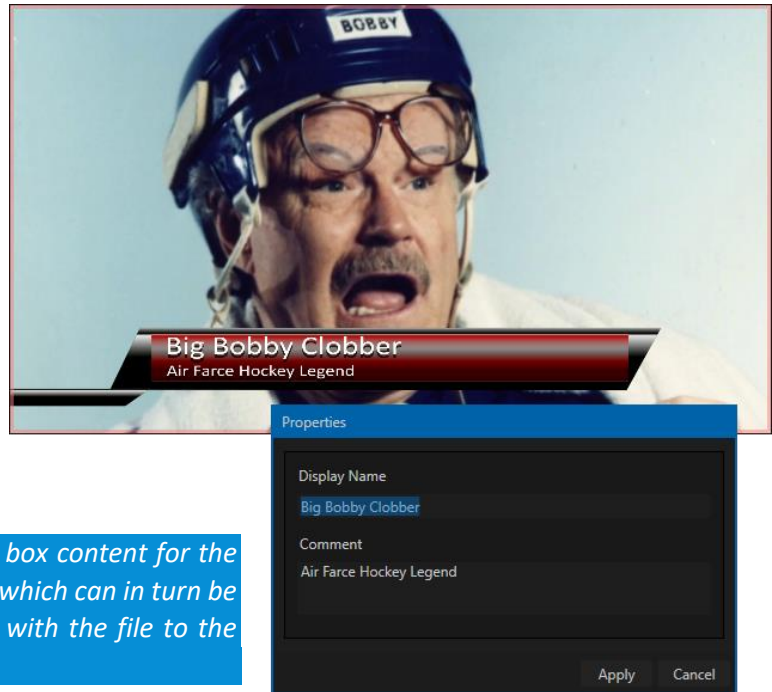 BOBBY
Big Bobby Clobber
Air Farce Hockey Legend
Properties
Display Name
Big Bobby Clobber
Comment
Air Farce Hockey Legend
Apply Cancel
box content for the
which can in turn be
with the file to the